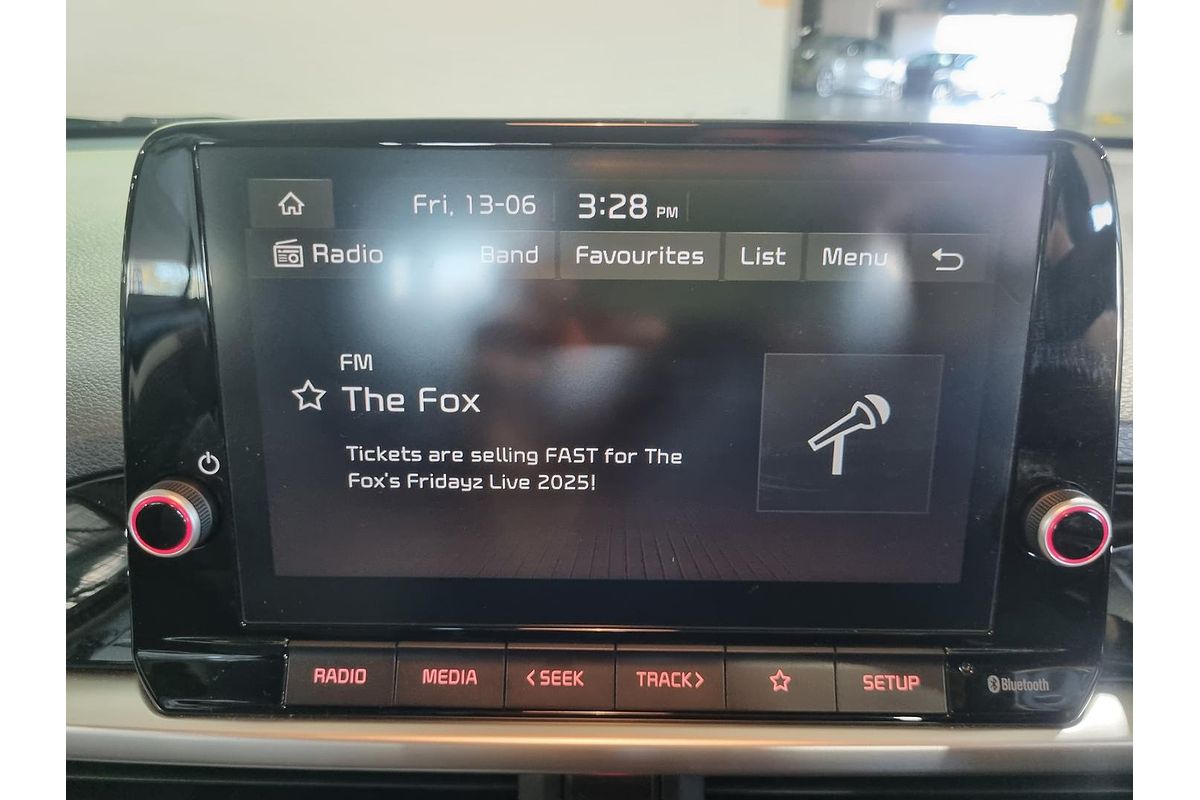 Fri, 13-06 3:28 PM
Radio Band Favourites List Menu
FM
The Fox
Tickets are selling FAST for The
Fox's Fridayz Live 2025!
RADIO MEDIA <SEEK TRACK> SETUP
Bluetooth